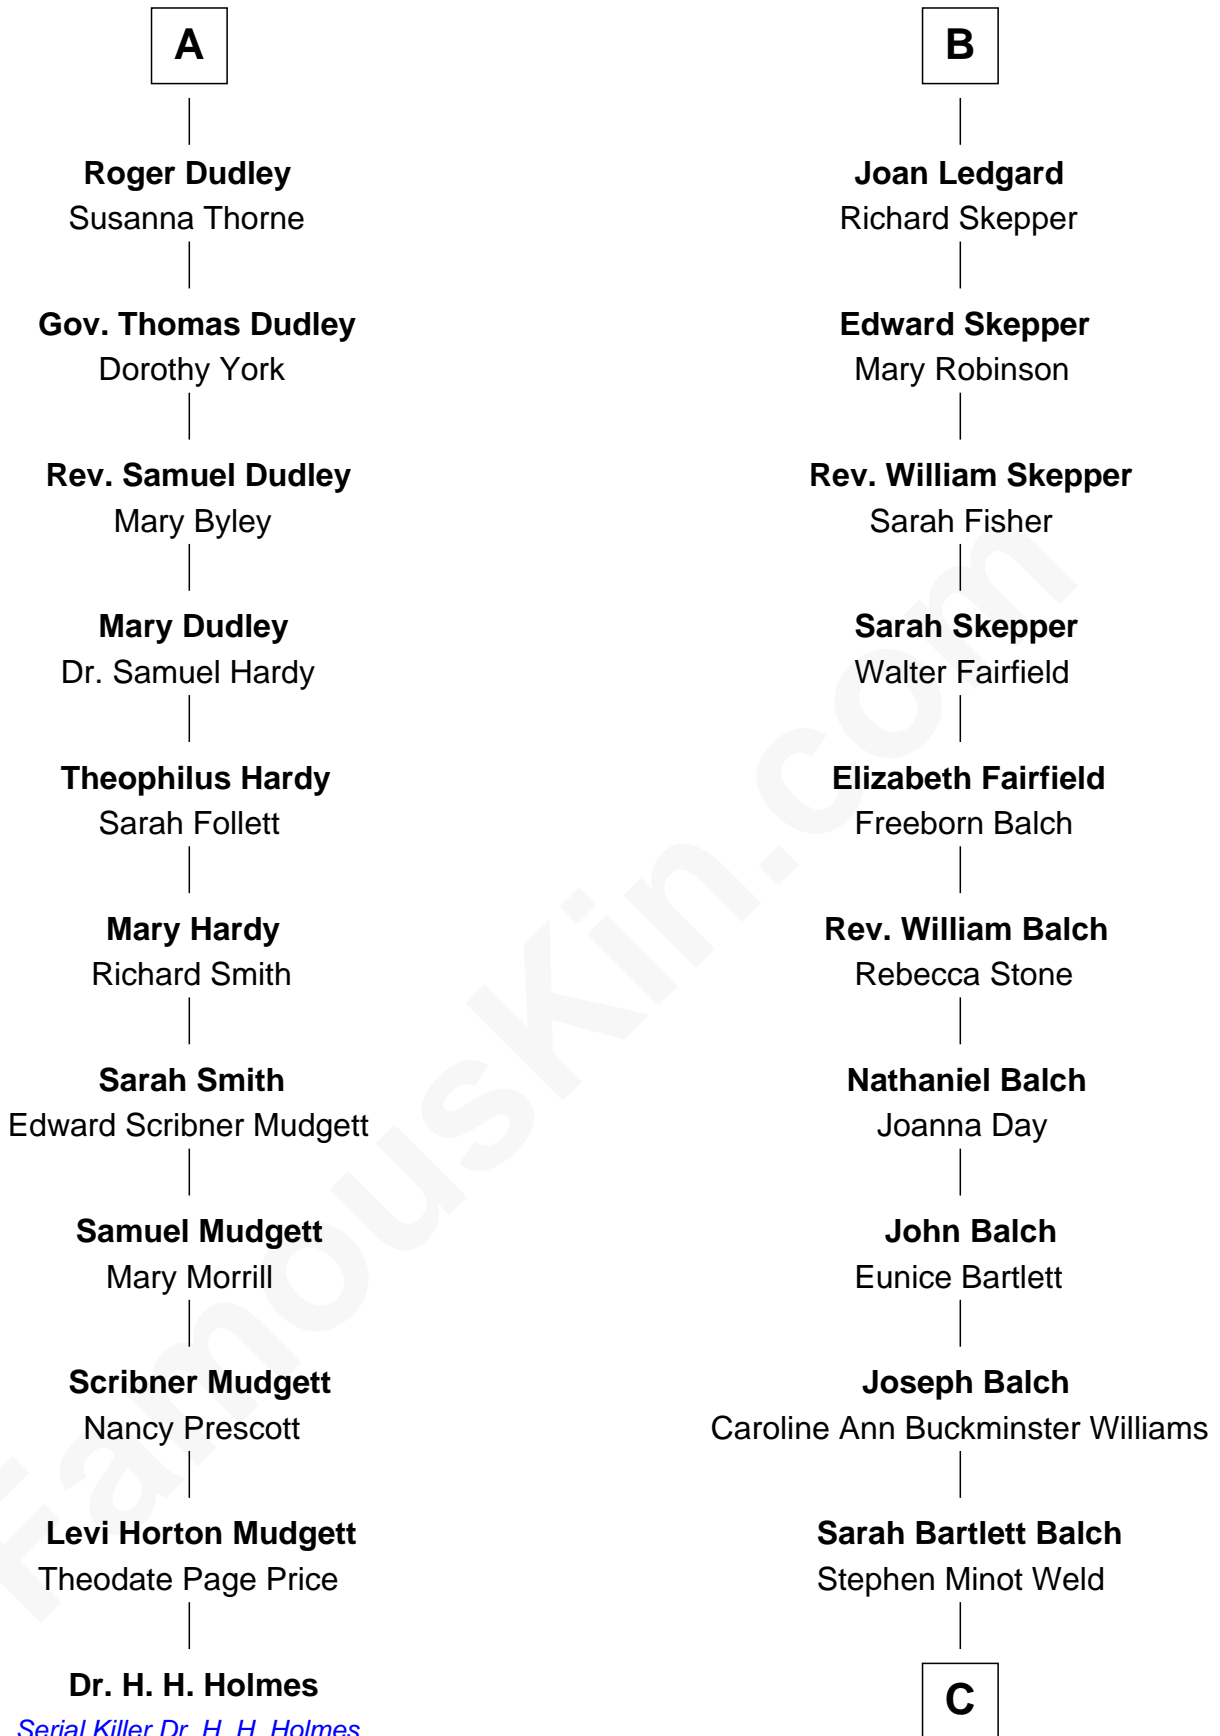 A
Roger Dudley
Susanna Thorne
Gov. Thomas Dudley
Dorothy York
Rev. Samuel Dudley
Mary Byley
Mary Dudley
Dr. Samuel Hardy
Theophilus Hardy
Sarah Follett
Mary Hardy
Richard Smith
Sarah Smith
Edward Scribner Mudgett
Samuel Mudgett
Mary Morrill
Scribner Mudgett
Nancy Prescott
Levi Horton Mudgett
Theodate Page Price
Dr. H. H. Holmes
Serial Killer Dr. H. H. Holmes
B
Joan Ledgard
Richard Skepper
Edward Skepper
Mary Robinson
Rev. William Skepper
Sarah Fisher
Sarah Skepper
Walter Fairfield
Elizabeth Fairfield
Freeborn Balch
Rev. William Balch
Rebecca Stone
Nathaniel Balch
Joanna Day
John Balch
Eunice Bartlett
Joseph Balch
Caroline Ann Buckminster Williams
Sarah Bartlett Balch
Stephen Minot Weld
C
FamousKin.com